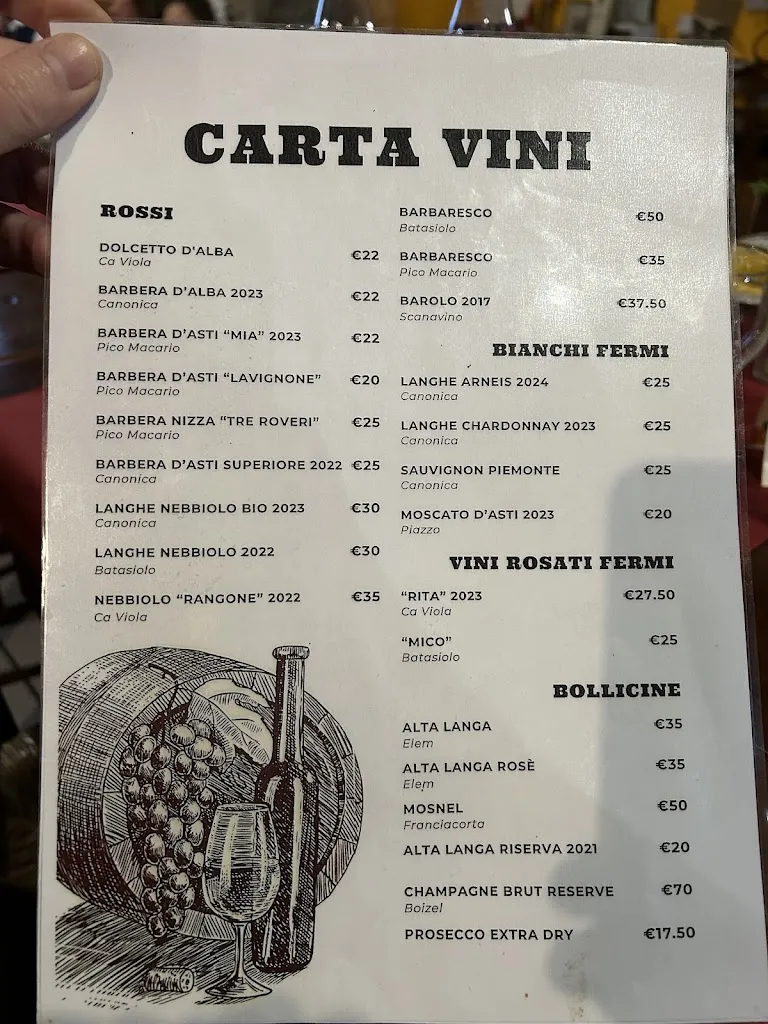 CARTA VINI
ROSSI
DOLCETTO D'ALBA €22
Ca Viola
BARBERA D'ALBA 2023 €22
Canonica
BARBERA D'ASTI “MIA” 2023 €22
Pico Macario
BARBERA D'ASTI “LAVIGNONE” €20
Pico Macario
BARBERA NIZZA “TRE ROVERI” €25
Pico Macario
BARBERA D'ASTI SUPERIORE 2022 €25
Canonica
LANGHE NEBBIOLO BIO 2023 €30
Canonica
LANGHE NEBBIOLO 2022 €30
Batasiolo
NEBBIOLO “RANGONE” 2022 €35
Ca Viola
BARBARESCO €50
Batasiolo
BARBARESCO €35
Pico Macario
BAROLO 2017 €37.50
Scanavino
BIANCHI FERMI
LANGHE ARNEIS 2024 €25
Canonica
LANGHE CHARDONNAY 2023 €25
Canonica
SAUVIGNON PIEMONTE €25
Canonica
MOSCATO D'ASTI 2023 €20
Piazzo
VINI ROSATI FERMI
“RITA” 2023 €27.50
Ca Viola
“MICO” €25
Batasiolo
BOLLICINE
ALTA LANGA €35
Elem
ALTA LANGA ROSÈ €35
Elem
MOSNEL €50
Franciacorta
ALTA LANGA RISERVA 2021 €20
CHAMPAGNE BRUT RESERVE €70
Boizel
PROSECCO EXTRA DRY €17.50